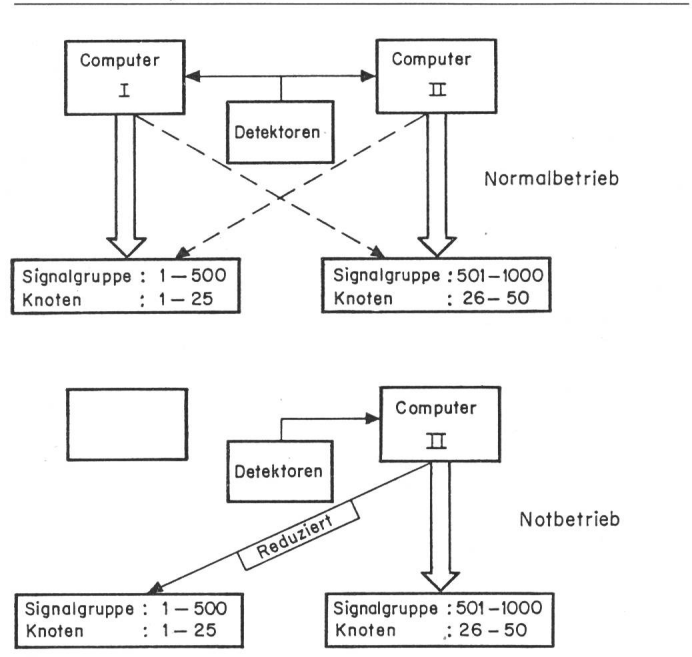 Computer
I
Computer
II
Detektoren
Normalbetrieb
Signalgruppe : 1 – 500
Knoten : 1 – 25
Signalgruppe : 501 – 1000
Knoten : 26 – 50
Computer
II
Detektoren
Notbetrieb
Reduziert
Signalgruppe : 1 – 500
Knoten : 1 – 25
Signalgruppe : 501 – 1000
Knoten : 26 – 50